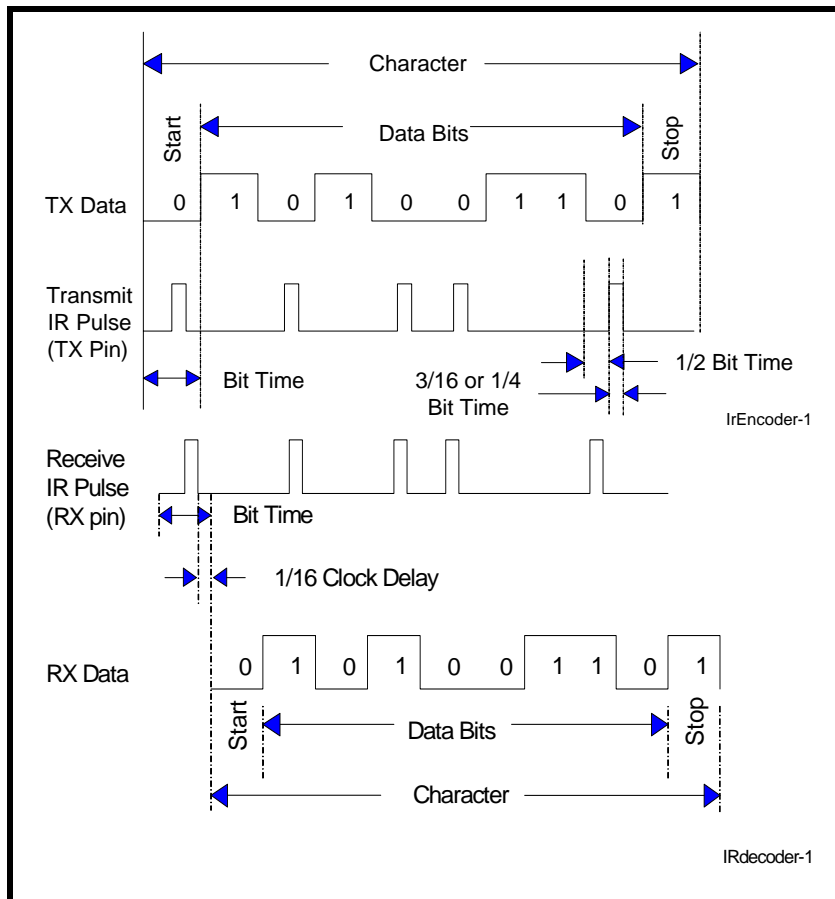 Character
Start
Data Bits
Stop
TX Data
0 1 0 1 0 0 1 1 0 1
Transmit
IR Pulse
(TX Pin)
Bit Time
1/2 Bit Time
3/16 or 1/4
Bit Time
IrEncoder-1
Receive
IR Pulse
(RX pin)
Bit Time
1/16 Clock Delay
RX Data
0 1 0 1 0 0 1 1 0 1
Start
Data Bits
Stop
Character
IRdecoder-1